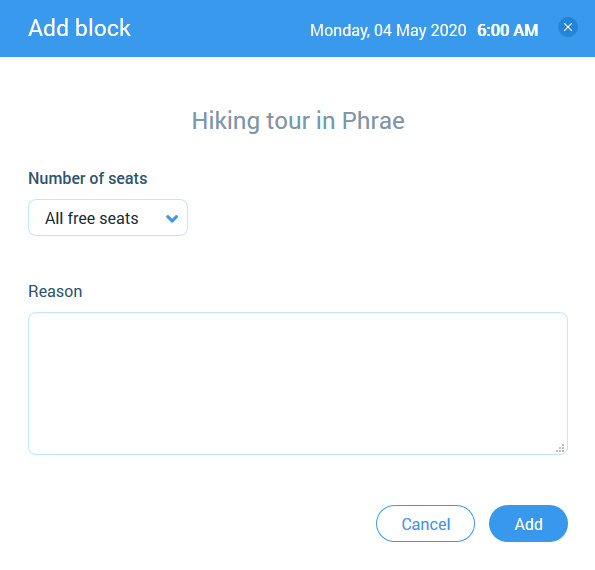 Add block Monday, 04 May 2020 6:00 AM
Hiking tour in Phrae
Number of seats
All free seats
Reason
Cancel Add